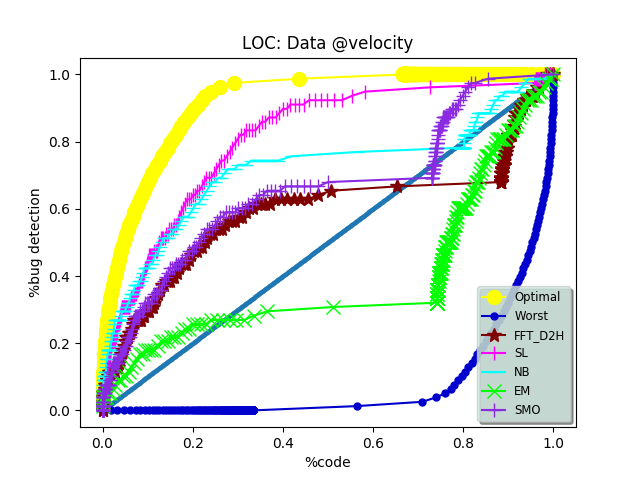 LOC: Data @velocity
%bug detection
1.0
0.8
0.6
0.4
0.2
0.0
Optimal
Worst
FFT_D2H
SL
NB
EM
SMO
0.0 0.2 0.4 0.6 0.8 1.0
%code